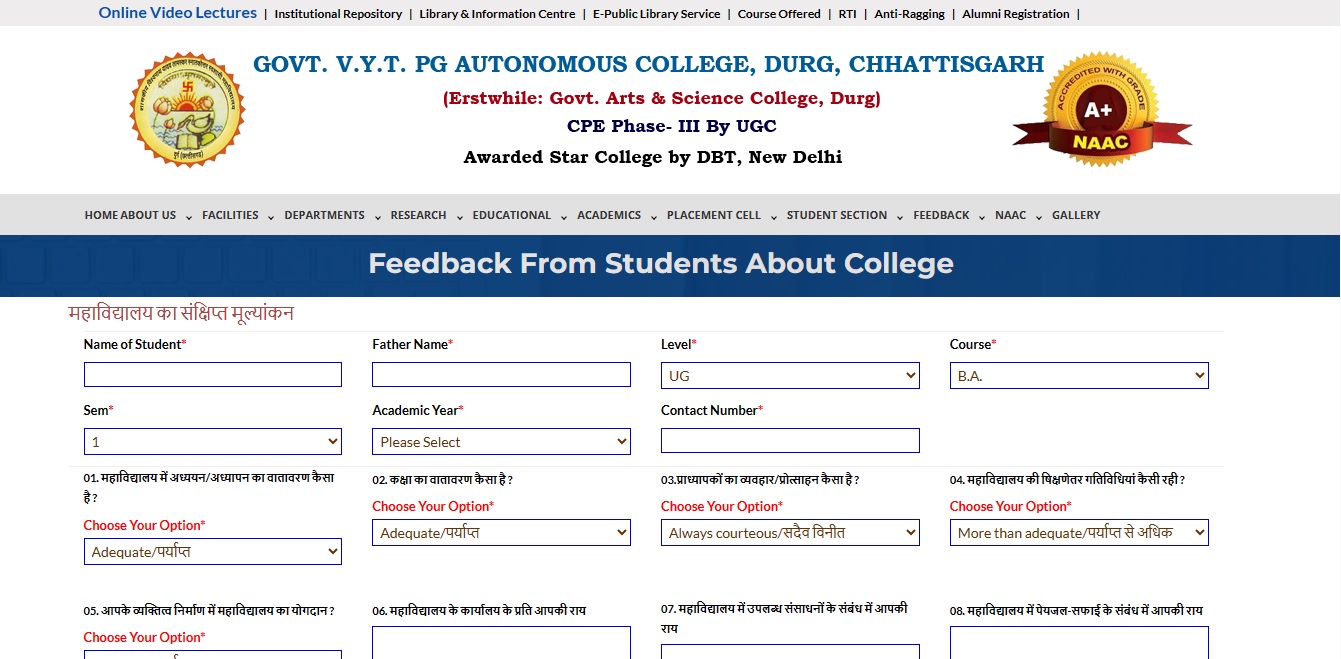 Online Video Lectures | Institutional Repository | Library & Information Centre | E-Public Library Service | Course Offered | RTI | Anti-Ragging | Alumni Registration |
GOVT. V.Y.T. PG AUTONOMOUS COLLEGE, DURG, CHHATTISGARH
(Erstwhile: Govt. Arts & Science College, Durg)
CPE Phase- III By UGC
Awarded Star College by DBT, New Delhi
ACCREDITED WITH GRADE
A+
NAAC
HOME ABOUT US FACILITIES DEPARTMENTS RESEARCH EDUCATIONAL ACADEMICS PLACEMENT CELL STUDENT SECTION FEEDBACK NAAC GALLERY
Feedback From Students About College
महाविद्यालय का संक्षिप्त मूल्यांकन
Name of Student* Father Name* Level* Course*
UG B.A.
Sem* Academic Year* Contact Number*
1 Please Select
01. महाविद्यालय में अध्ययन/अध्यापन का वातावरण कैसा
है ?
Choose Your Option*
Adequate/पर्याप्त
02. कक्षा का वातावरण कैसा है ?
Choose Your Option*
Adequate/पर्याप्त
03.प्राध्यापकों का व्यवहार/प्रोत्साहन कैसा है ?
Choose Your Option*
Always courteous/सदैव विनीत
04. महाविद्यालय की षिक्षणेतर गतिविधियां कैसी रही ?
Choose Your Option*
More than adequate/पर्याप्त से अधिक
05. आपके व्यक्तित्व निर्माण में महाविद्यालय का योगदान ?
Choose Your Option*
06. महाविद्यालय के कार्यालय के प्रति आपकी राय
07. महाविद्यालय में उपलब्ध संसाधनों के संबंध में आपकी
राय
08. महाविद्यालय में पेयजल-सफाई के संबंध में आपकी राय